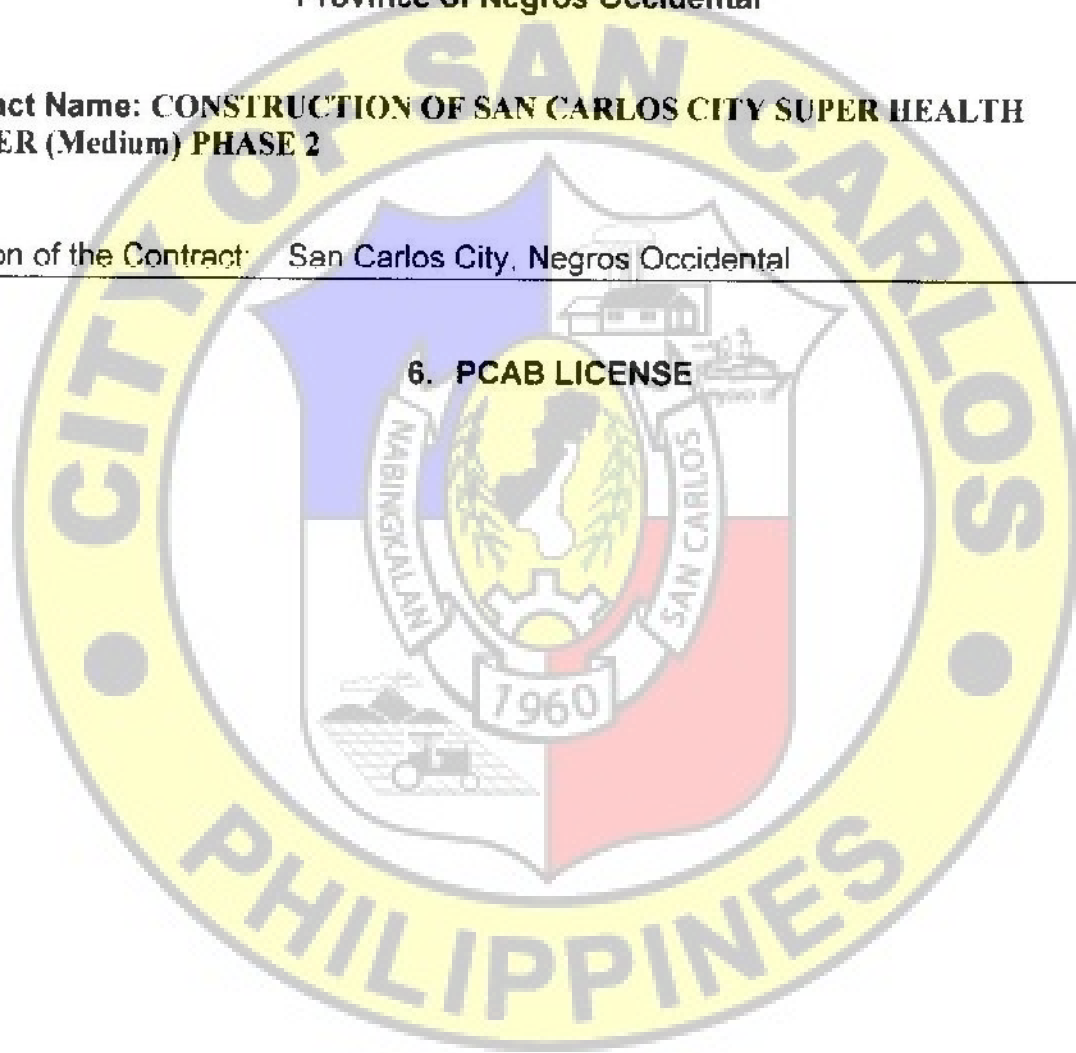 Province of Negros Occidental
act Name: CONSTRUCTION OF SAN CARLOS CITY SUPER HEALTH
ER (Medium) PHASE 2
on of the Contract: San Carlos City, Negros Occidental
6. PCAB LICENSE
CITY OF SAN CARLOS
NABINGKALAN
SAN CARLOS
1960
PHILIPPINES